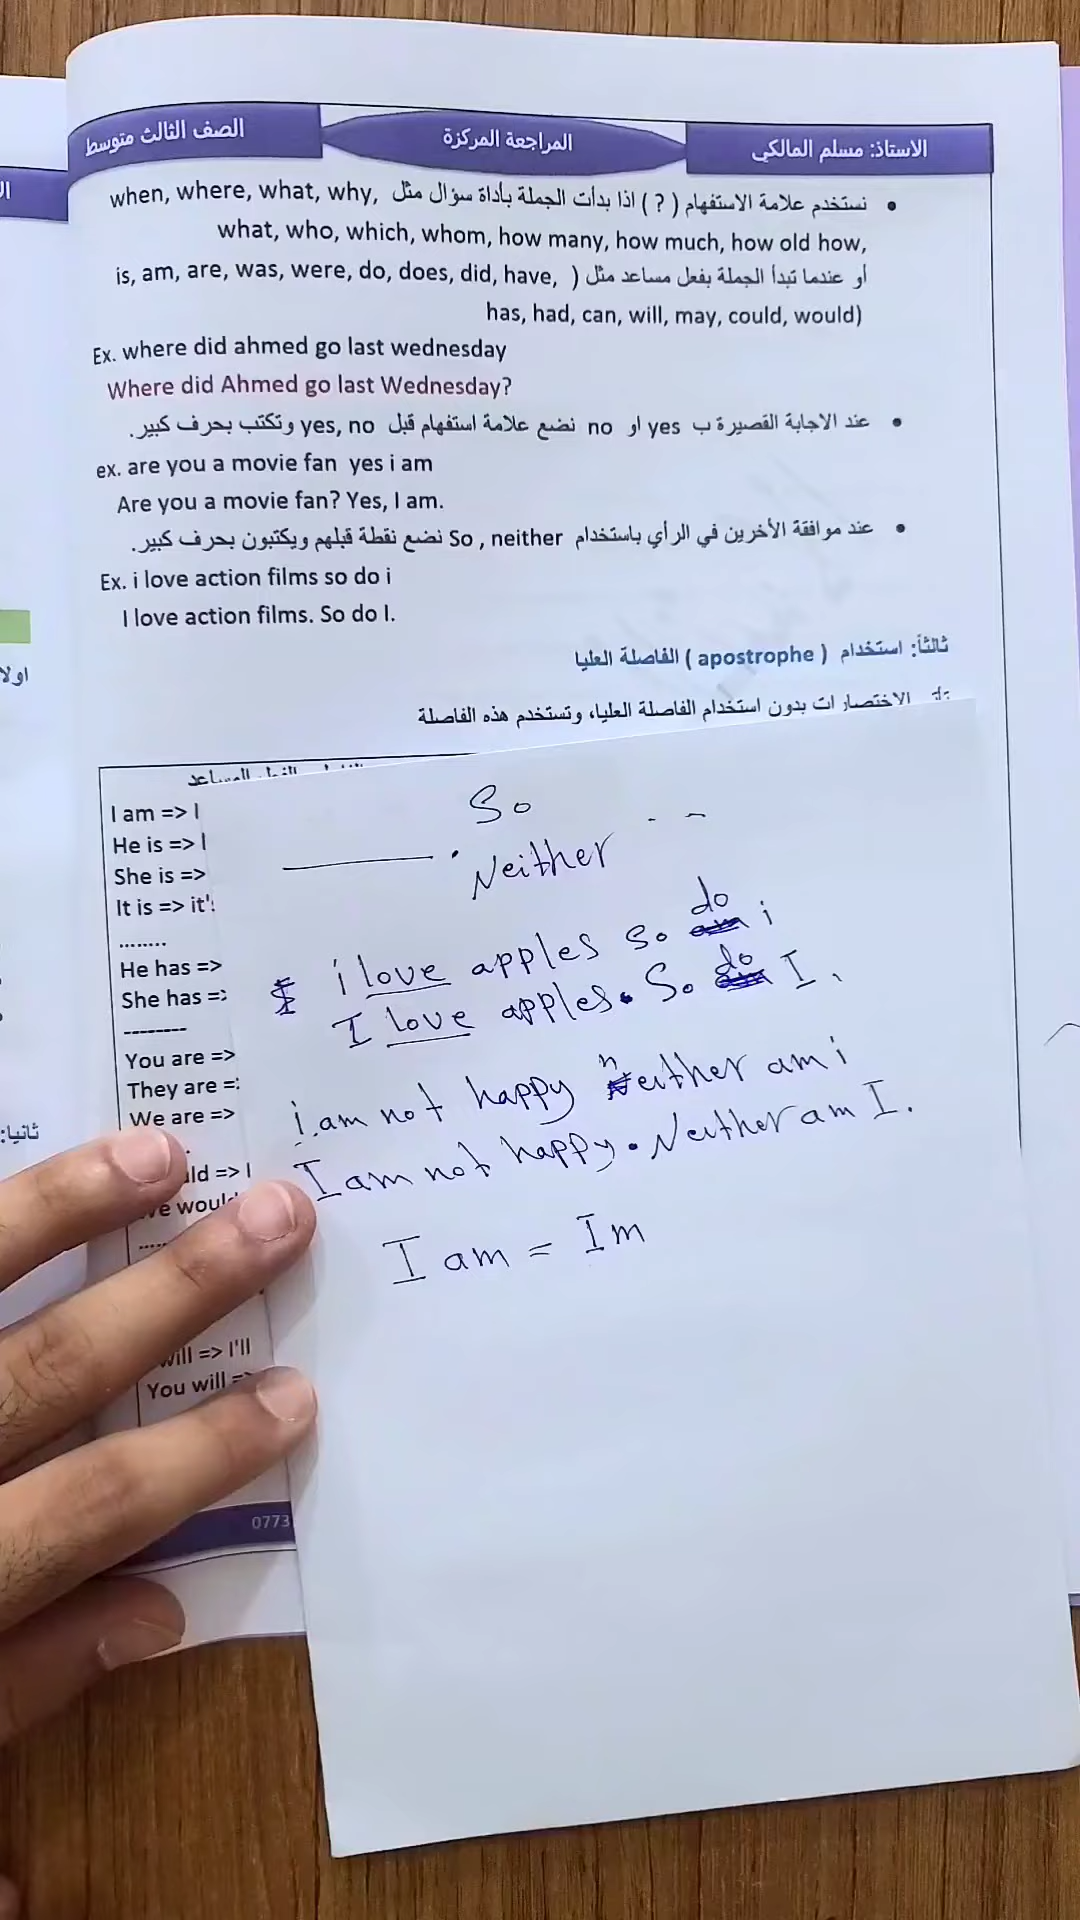 الاستاذ: مسلم المالكي
المراجعة المركزة
الصف الثالث متوسط
• نستخدم علامة الاستفهام ( ? ) اذا بدأت الجملة بأداة سؤال مثل when, where, what, why,
what, who, which, whom, how many, how much, how old how,
أو عندما تبدأ الجملة بفعل مساعد مثل ( is, am, are, was, were, do, does, did, have,
has, had, can, will, may, could, would)
Ex. where did ahmed go last wednesday
Where did Ahmed go last Wednesday?
• عند الاجابة القصيرة ب yes او no نضع علامة استفهام قبل yes, no وتكتب بحرف كبير.
ex. are you a movie fan yes i am
Are you a movie fan? Yes, I am.
• عند موافقة الأخرين في الرأي باستخدام So , neither نضع نقطة قبلهم ويكتبون بحرف كبير.
Ex. i love action films so do i
I love action films. So do I.
ثالثاً: استخدام ( apostrophe ) الفاصلة العليا
الاختصارات بدون استخدام الفاصلة العليا، وتستخدم هذه الفاصلة
المساعد
I am => I
He is => I
She is =>
It is => it'
........
He has =>
She has =>
--------
You are =>
They are =>
We are =>
ld => I
e would
will => I'll
You will =>
0773
اولا
ثانيا:
So
. Neither
i love apples so do i
I love apples. So do I.
i am not happy neither am i
I am not happy. Neither am I.
I am = Im